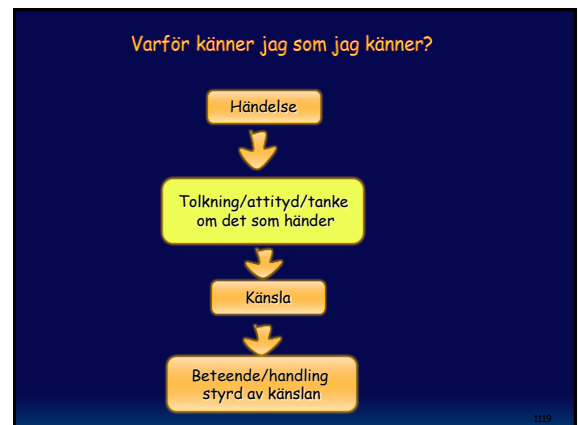 Varför känner jag som jag känner?
Händelse
Tolkning/attityd/tanke
om det som händer
Känsla
Beteende/handling
styrd av känslan
1119